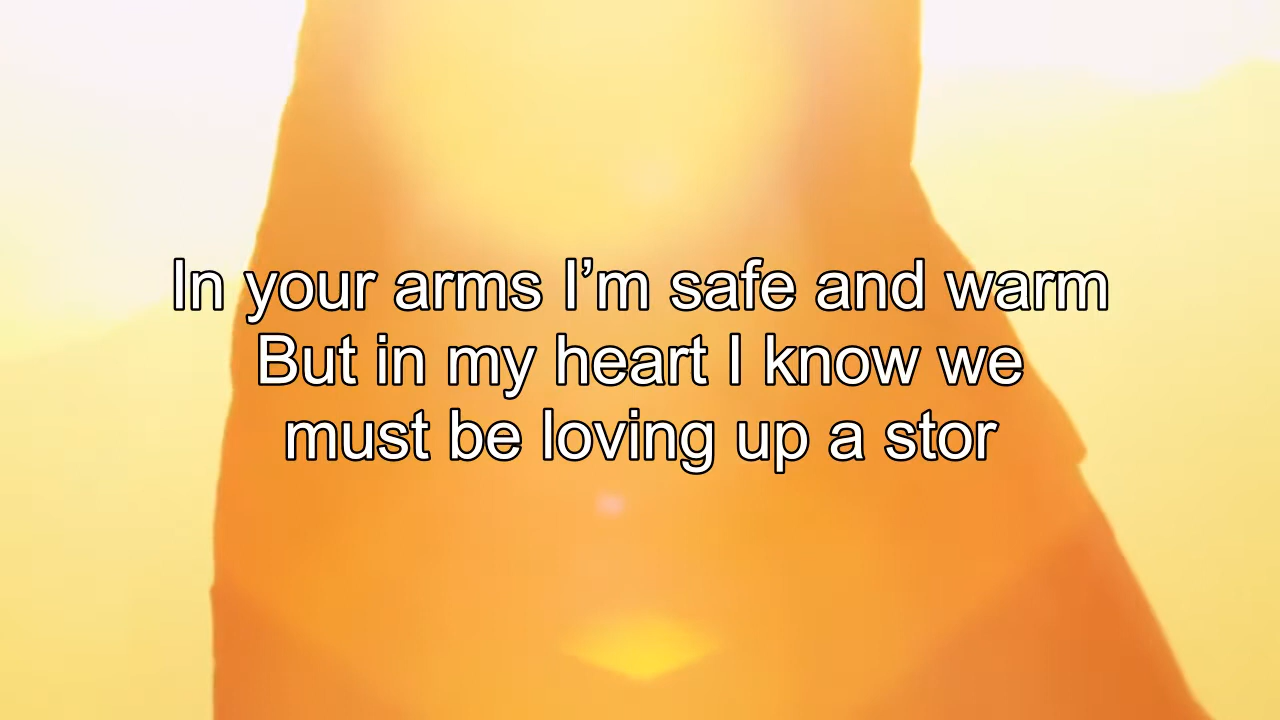 In your arms I’m safe and warm
But in my heart I know we
must be loving up a stor